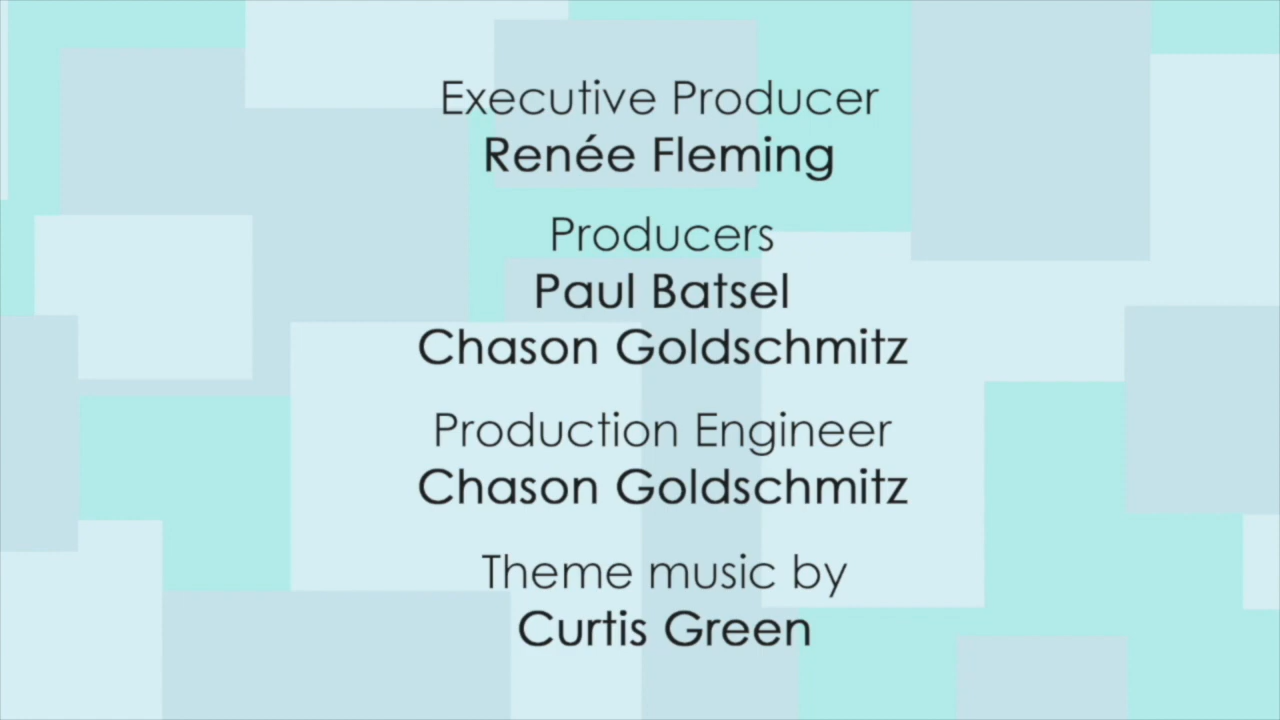 Executive Producer
Renée Fleming
Producers
Paul Batsel
Chason Goldschmitz
Production Engineer
Chason Goldschmitz
Theme music by
Curtis Green